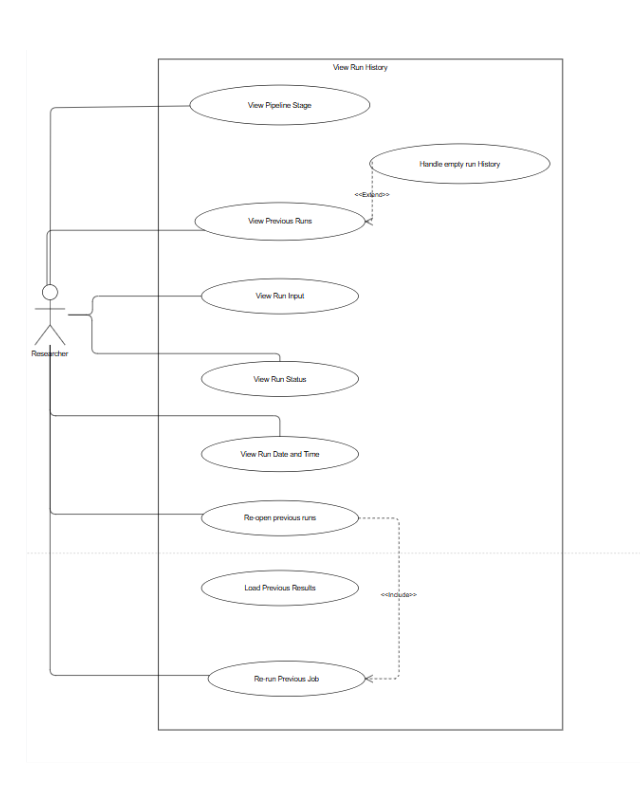 View Run History
View Pipeline Stage
Handle empty run History
<<Extend>>
View Previous Runs
View Run Input
Researcher
View Run Status
View Run Date and Time
Re-open previous runs
Load Previous Results
<<Include>>
Re-run Previous Job